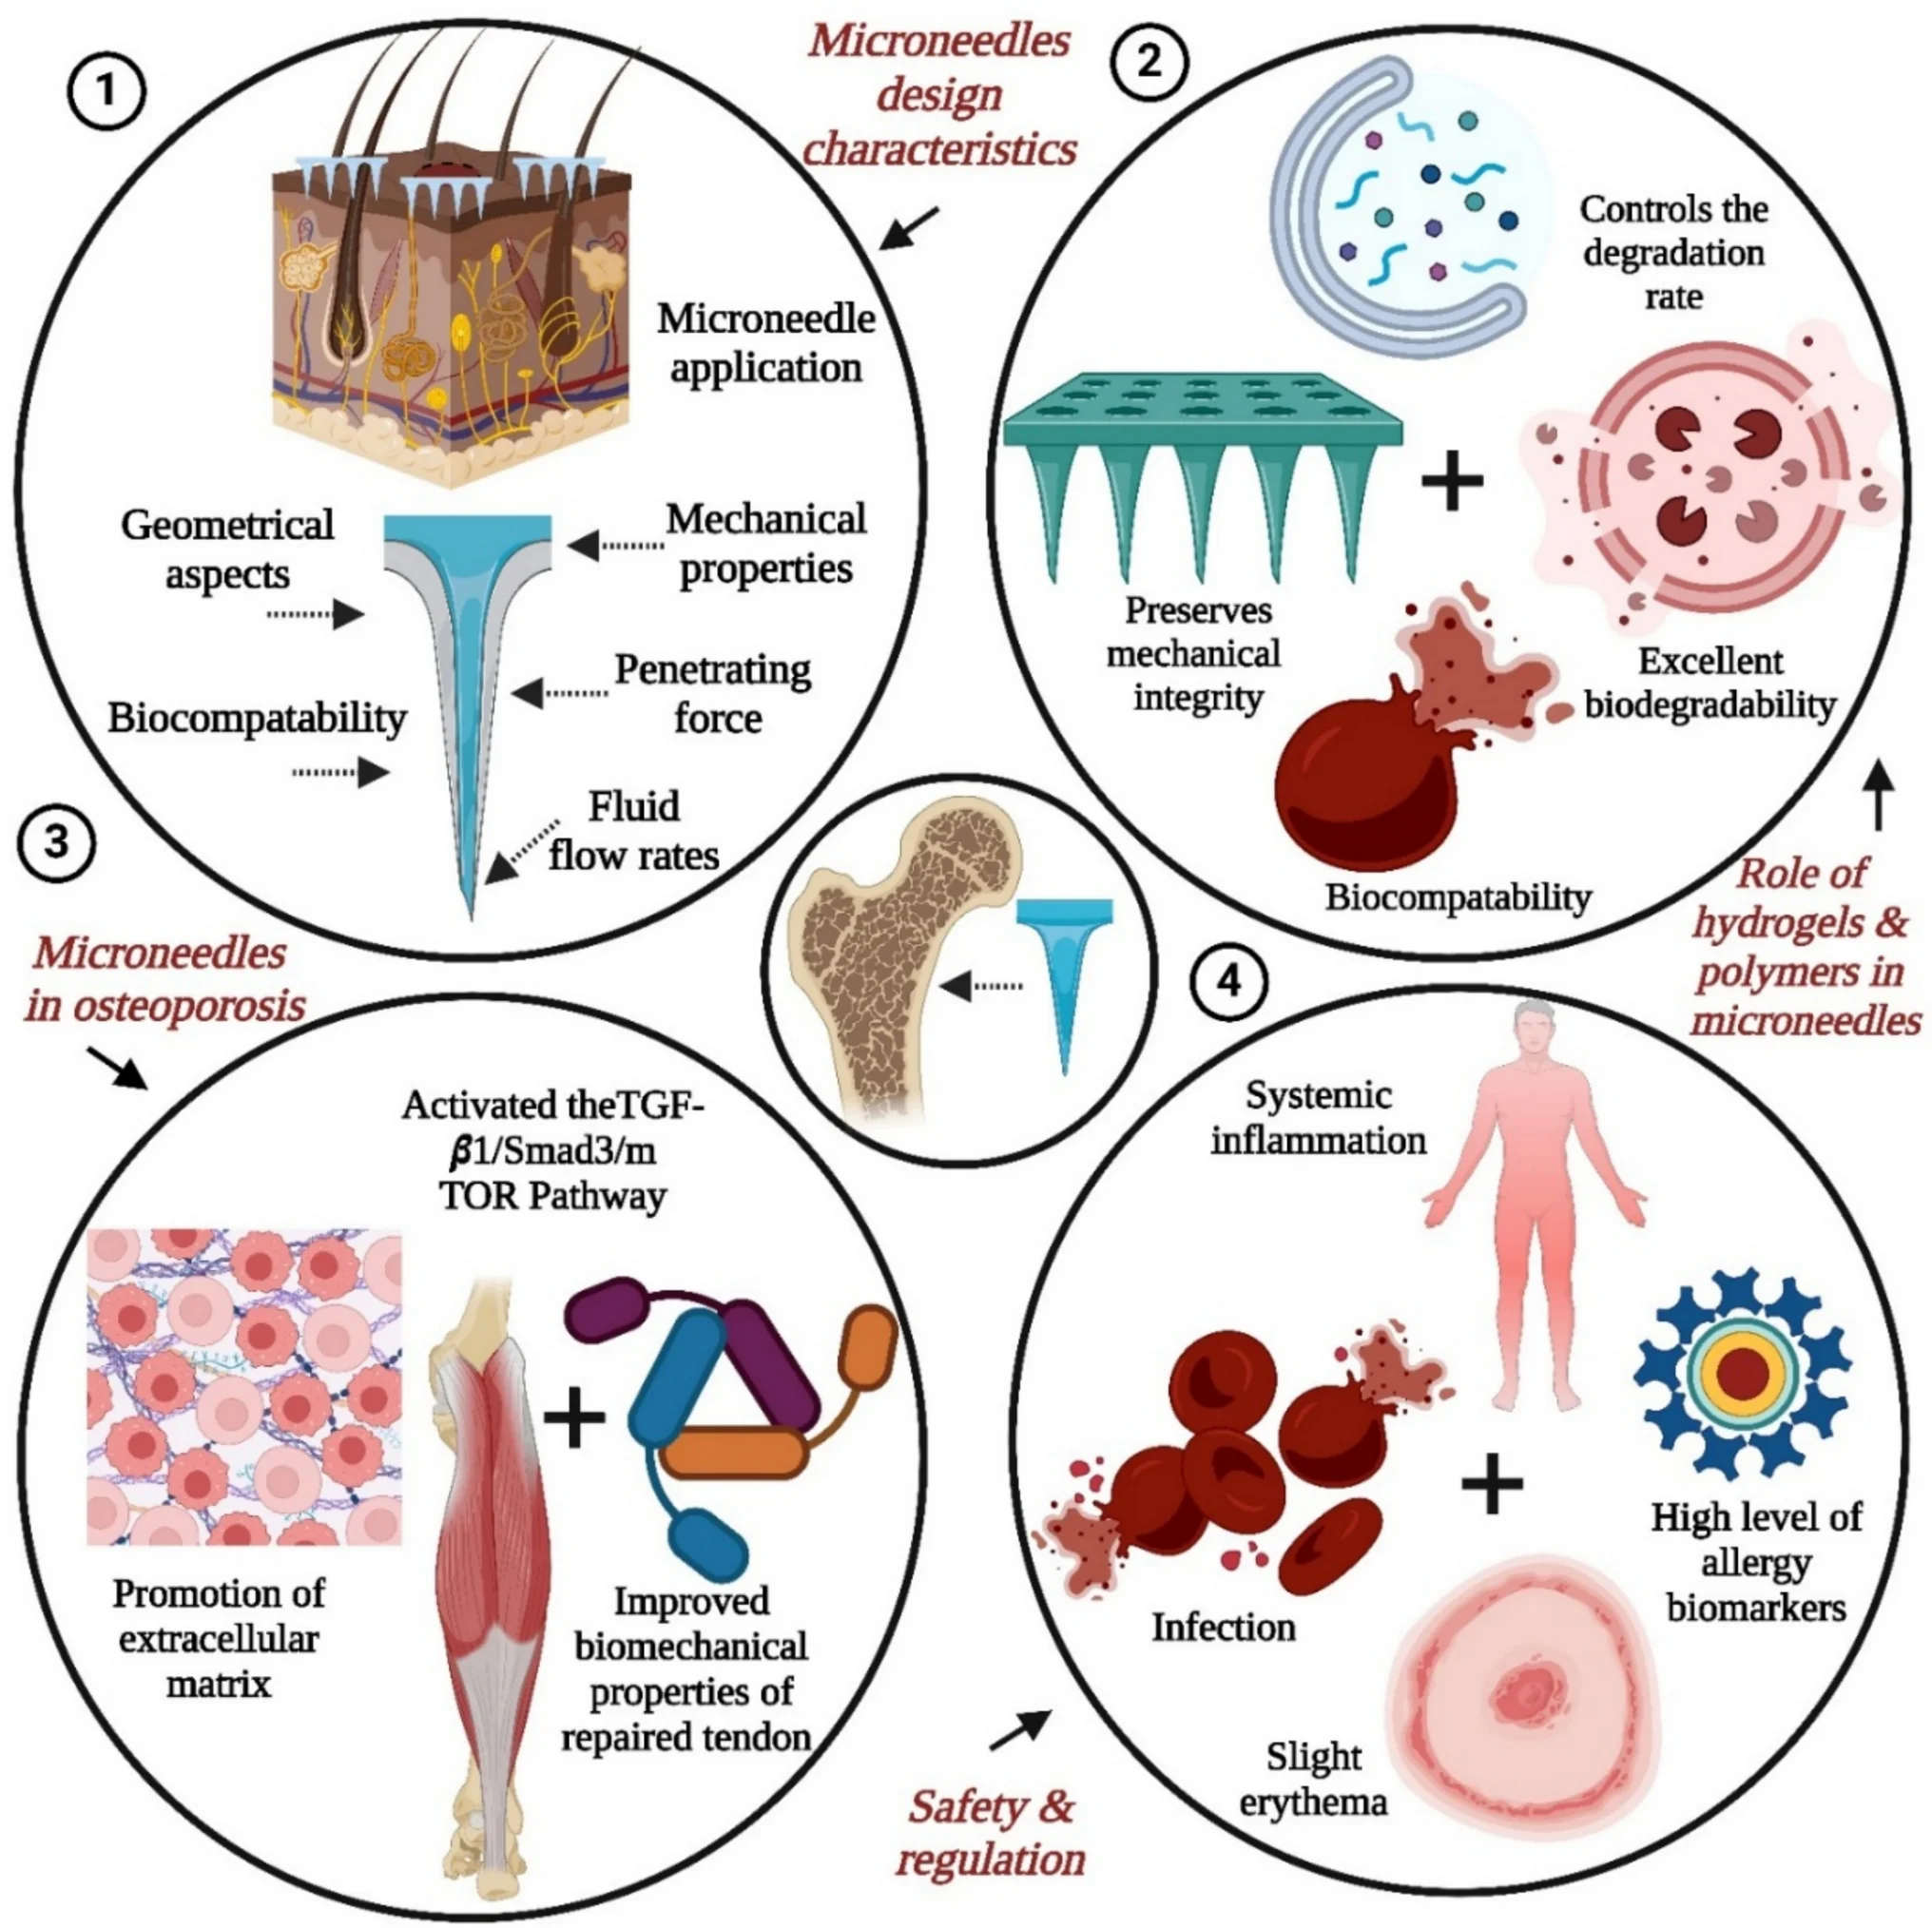 1
Microneedles
design
characteristics
Microneedle
application
Geometrical
aspects
Mechanical
properties
Penetrating
force
Biocompatability
Fluid
flow rates
2
Controls the
degradation
rate
Preserves
mechanical
integrity
+
Excellent
biodegradability
Biocompatability
Role of
hydrogels &
polymers in
microneedles
3
Microneedles
in osteoporosis
Activated theTGF-
β1/Smad3/m
TOR Pathway
+
Promotion of
extracellular
matrix
Improved
biomechanical
properties of
repaired tendon
4
Systemic
inflammation
+
High level of
allergy
biomarkers
Infection
Slight
erythema
Safety &
regulation